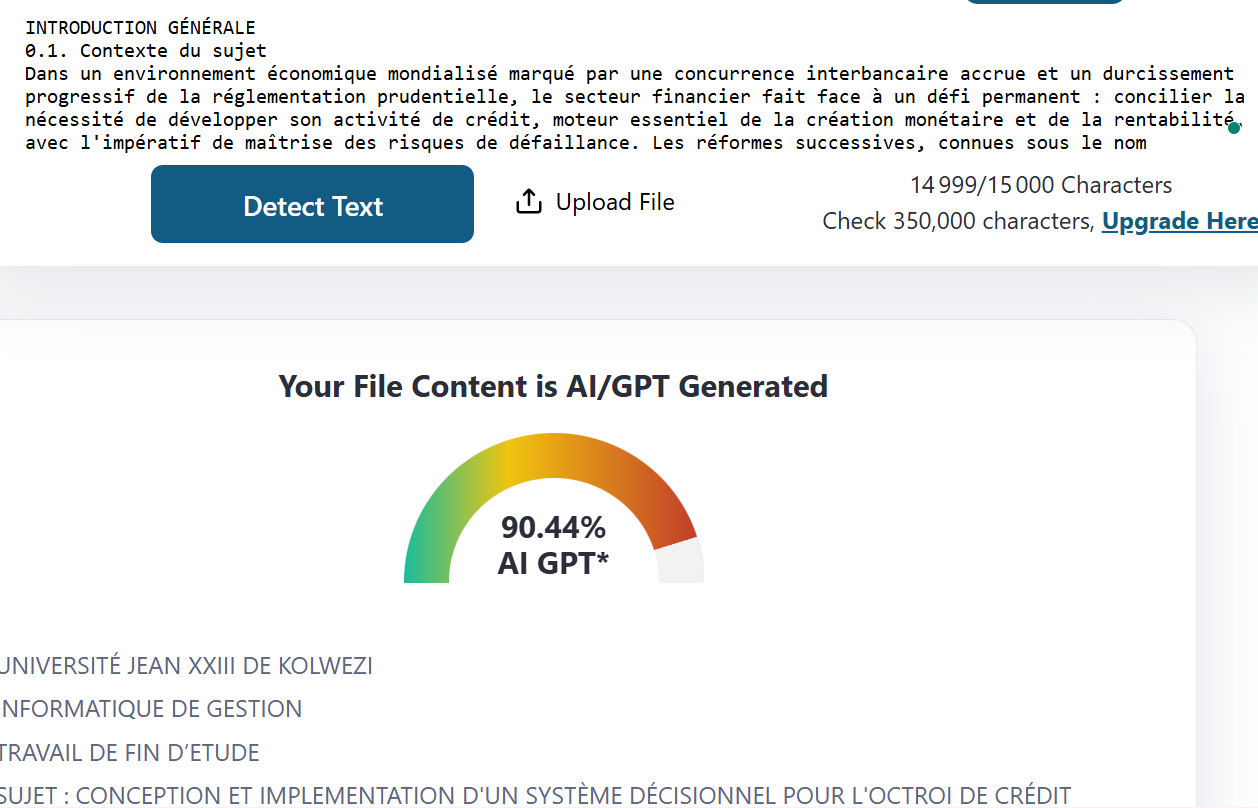 INTRODUCTION GÉNÉRALE
0.1. Contexte du sujet
Dans un environnement économique mondialisé marqué par une concurrence interbancaire accrue et un durcissement
progressif de la réglementation prudentielle, le secteur financier fait face à un défi permanent : concilier la
nécessité de développer son activité de crédit, moteur essentiel de la création monétaire et de la rentabilité,
avec l'impératif de maîtrise des risques de défaillance. Les réformes successives, connues sous le nom
Detect Text
Upload File
14 999/15 000 Characters
Check 350,000 characters, Upgrade Here
Your File Content is AI/GPT Generated
90.44%
AI GPT*
UNIVERSITÉ JEAN XXIII DE KOLWEZI
INFORMATIQUE DE GESTION
TRAVAIL DE FIN D’ETUDE
SUJET : CONCEPTION ET IMPLEMENTATION D'UN SYSTÈME DÉCISIONNEL POUR L'OCTROI DE CRÉDIT